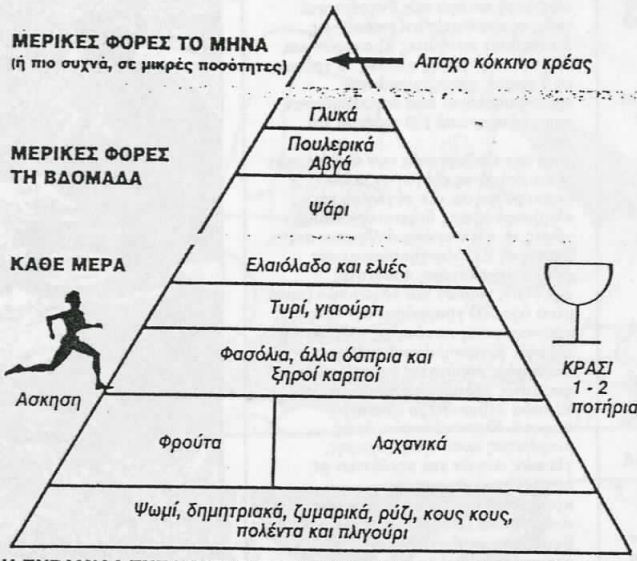 ΜΕΡΙΚΕΣ ΦΟΡΕΣ ΤΟ ΜΗΝΑ
(ή πιο συχνά, σε μικρές ποσότητες)
Απαχο κόκκινο κρέας
Γλυκά
ΜΕΡΙΚΕΣ ΦΟΡΕΣ
ΤΗ ΒΔΟΜΑΔΑ
Πουλερικά
Αβγά
Ψάρι
ΚΑΘΕ ΜΕΡΑ
Ελαιόλαδο και ελιές
Τυρί, γιαούρτι
Φασόλια, άλλα όσπρια και
ξηροί καρποί
ΚΡΑΣΙ
1 - 2
ποτήρια
Ασκηση
Φρούτα
Λαχανικά
Ψωμί, δημητριακά, ζυμαρικά, ρύζι, κους κους,
πολέντα και πλιγούρι